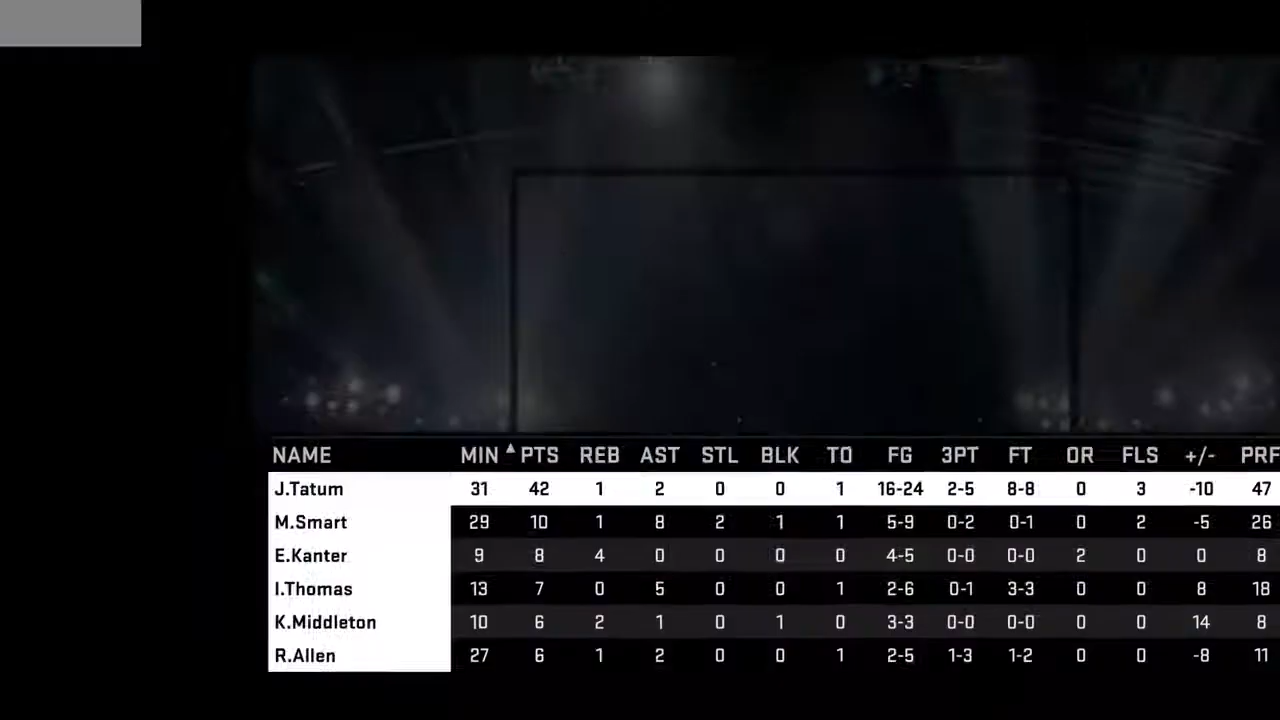 NAME MIN ▲ PTS REB AST STL BLK TO FG 3PT FT OR FLS +/- PRF
J.Tatum 31 42 1 2 0 0 1 16-24 2-5 8-8 0 3 -10 47
M.Smart 29 10 1 8 2 1 1 5-9 0-2 0-1 0 2 -5 26
E.Kanter 9 8 4 0 0 0 0 4-5 0-0 0-0 2 0 0 8
I.Thomas 13 7 0 5 0 0 1 2-6 0-1 3-3 0 0 8 18
K.Middleton 10 6 2 1 0 1 0 3-3 0-0 0-0 0 0 14 8
R.Allen 27 6 1 2 0 0 1 2-5 1-3 1-2 0 0 -8 11